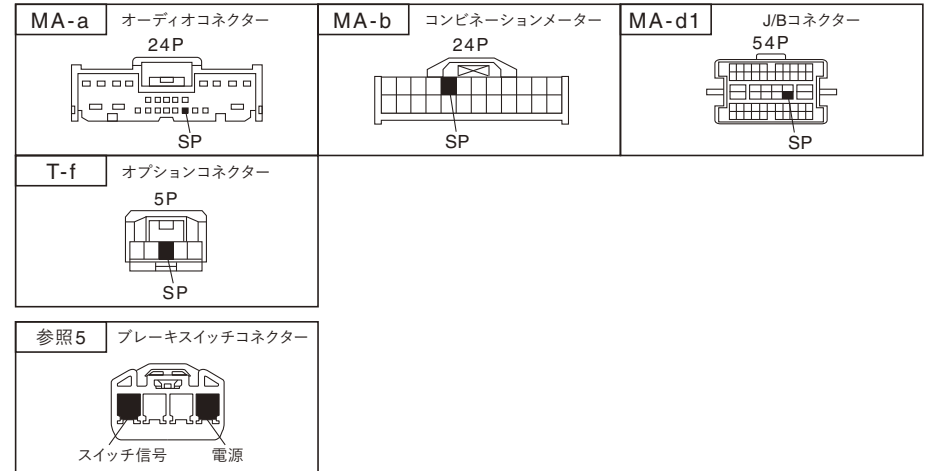 MA-a オーディオコネクター
24P
SP
MA-b コンビネーションメーター
24P
SP
MA-d1 J/Bコネクター
54P
SP
T-f オプションコネクター
5P
SP
参照5 ブレーキスイッチコネクター
スイッチ信号 電源